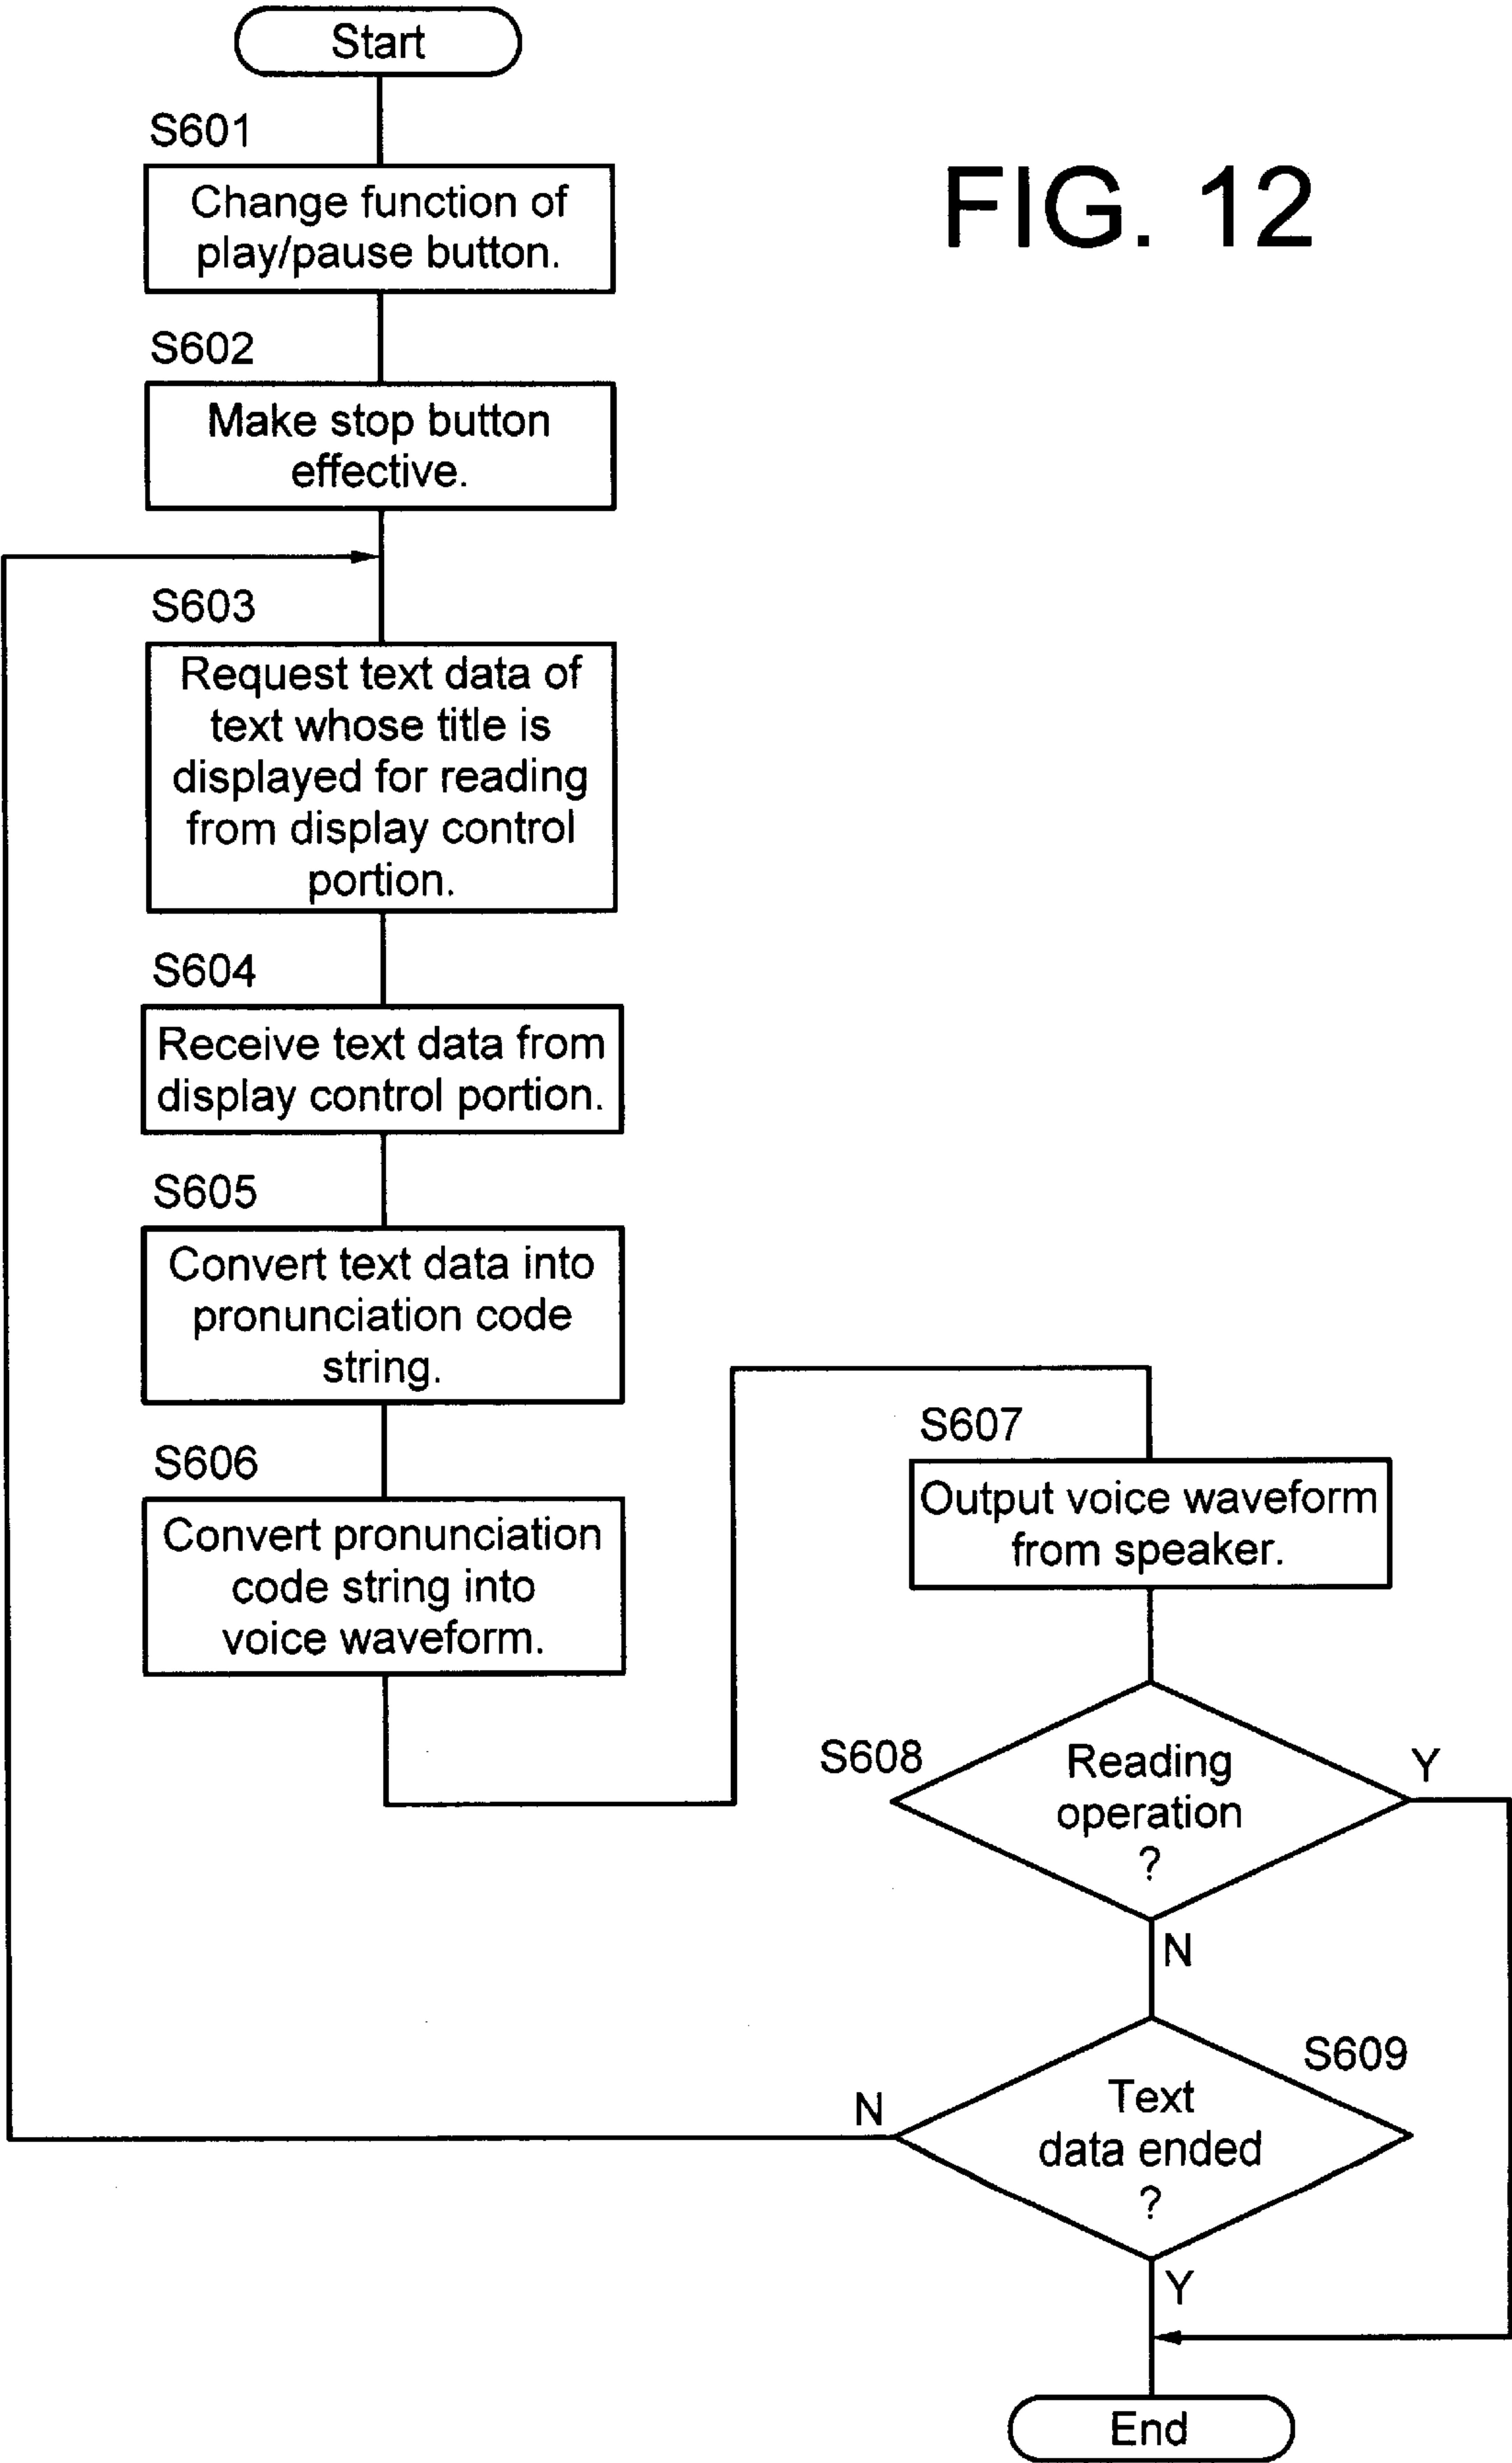 Start
FIG. 12
S601
Change function of
play/pause button.
S602
Make stop button
effective.
S603
Request text data of
text whose title is
displayed for reading
from display control
portion.
S604
Receive text data from
display control portion.
S605
Convert text data into
pronunciation code
string.
S606
Convert pronunciation
code string into
voice waveform.
S607
Output voice waveform
from speaker.
S608
Reading
operation
?
Y
N
S609
Text
data ended
?
N
Y
End